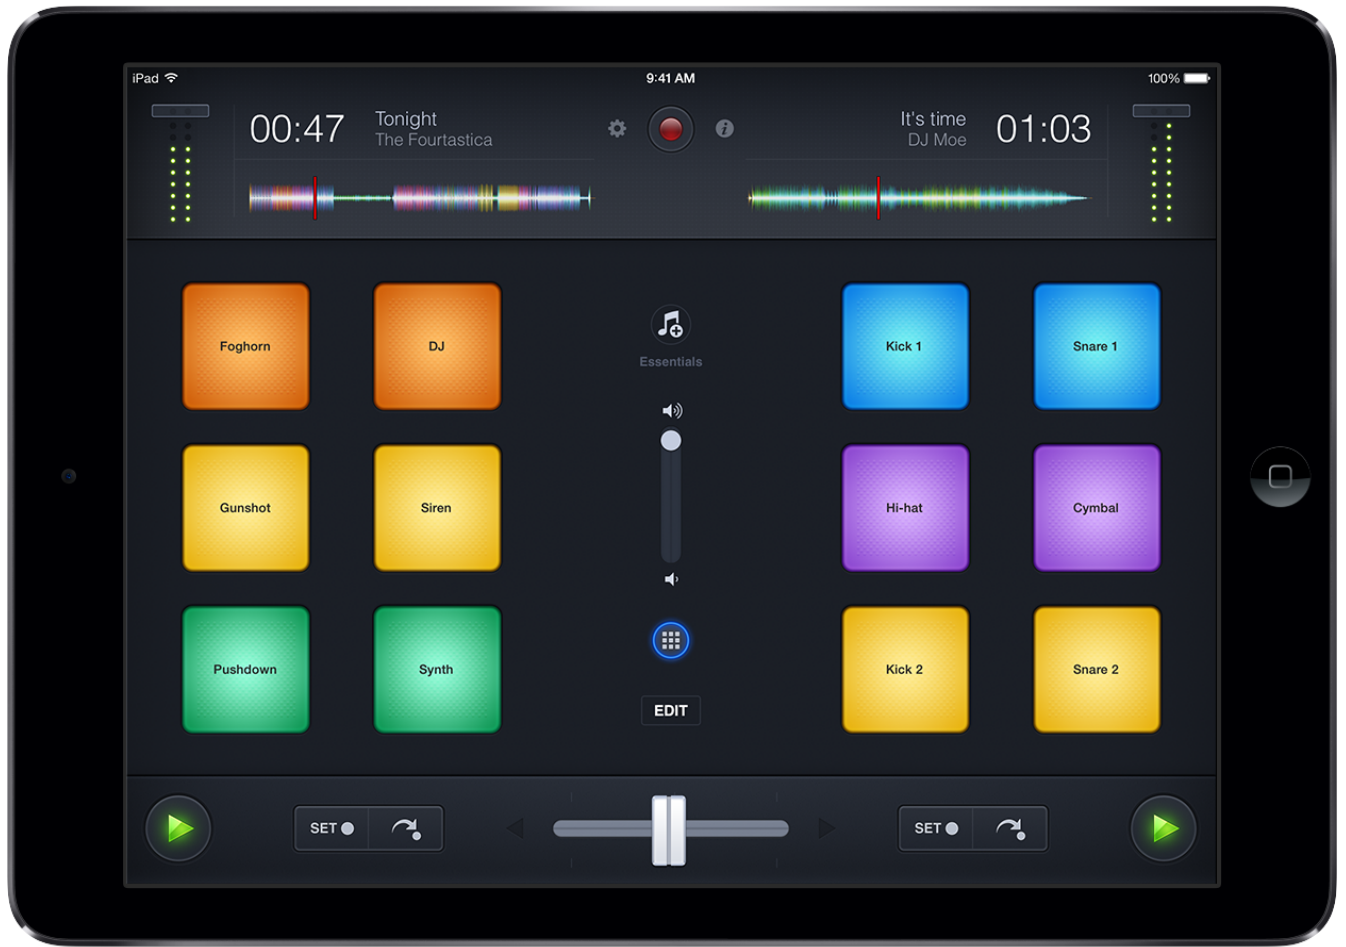 iPad
9:41 AM
100%
00:47
Tonight
The Fourtastica
It's time
DJ Moe
01:03
Foghorn
DJ
Essentials
Kick 1
Snare 1
Gunshot
Siren
Hi-hat
Cymbal
Pushdown
Synth
EDIT
Kick 2
Snare 2
SET
SET